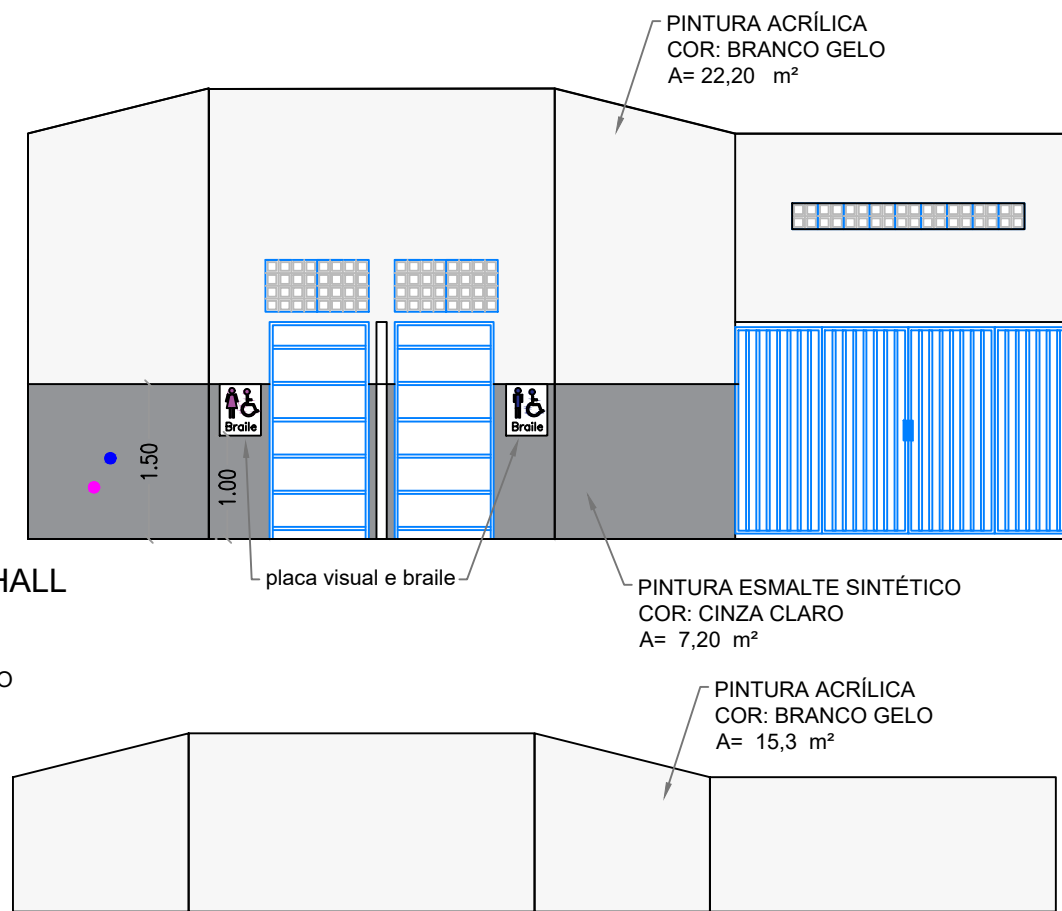 PINTURA ACRÍLICA
COR: BRANCO GELO
A= 22,20 m²
Braile
Braile
1.50
1.00
placa visual e braile
HALL
PINTURA ESMALTE SINTÉTICO
COR: CINZA CLARO
A= 7,20 m²
O
PINTURA ACRÍLICA
COR: BRANCO GELO
A= 15,3 m²